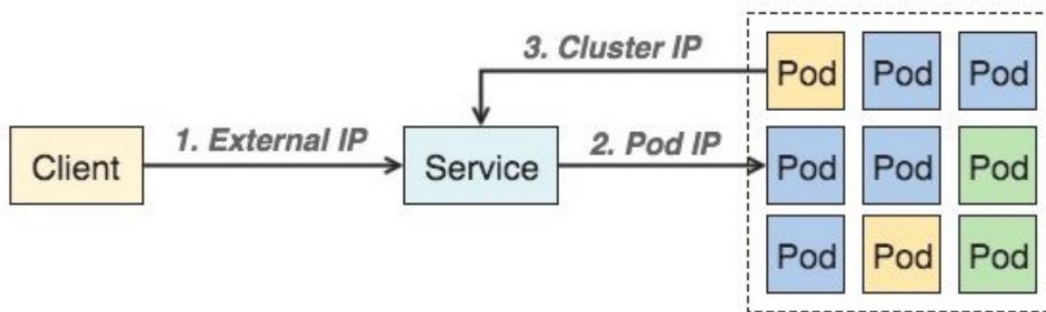 3. Cluster IP
Pod Pod Pod
Client
1. External IP
Service
2. Pod IP
Pod Pod Pod
Pod Pod Pod